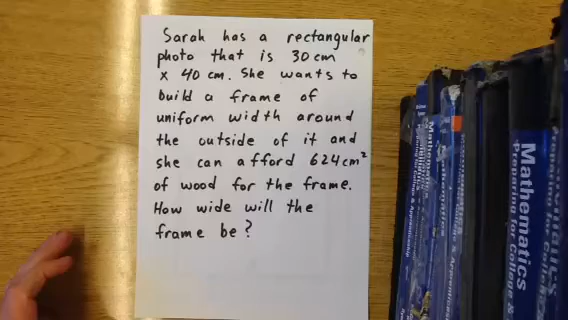 Sarah has a rectangular
photo that is 30 cm
x 40 cm. She wants to
build a frame of
uniform width around
the outside of it and
she can afford 624 cm²
of wood for the frame.
How wide will the
frame be?
Mathematics
Preparing for College &
Mathematics